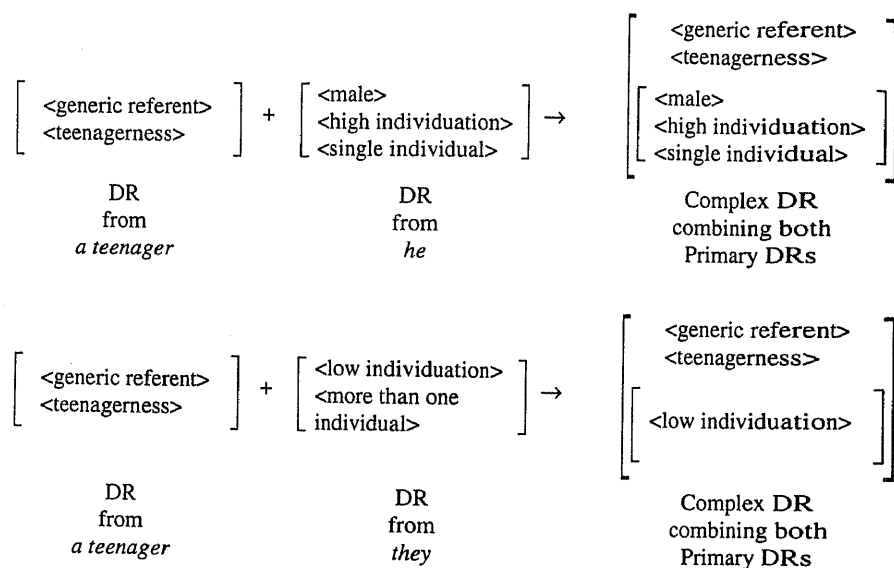 <generic referent>
<teenagerness>
+
<male>
<high individuation>
<single individual>
→
<generic referent>
<teenagerness>
<male>
<high individuation>
<single individual>
DR
from
a teenager
DR
from
he
Complex DR
combining both
Primary DRs
<generic referent>
<teenagerness>
+
<low individuation>
<more than one
individual>
→
<generic referent>
<teenagerness>
<low individuation>
DR
from
a teenager
DR
from
they
Complex DR
combining both
Primary DRs